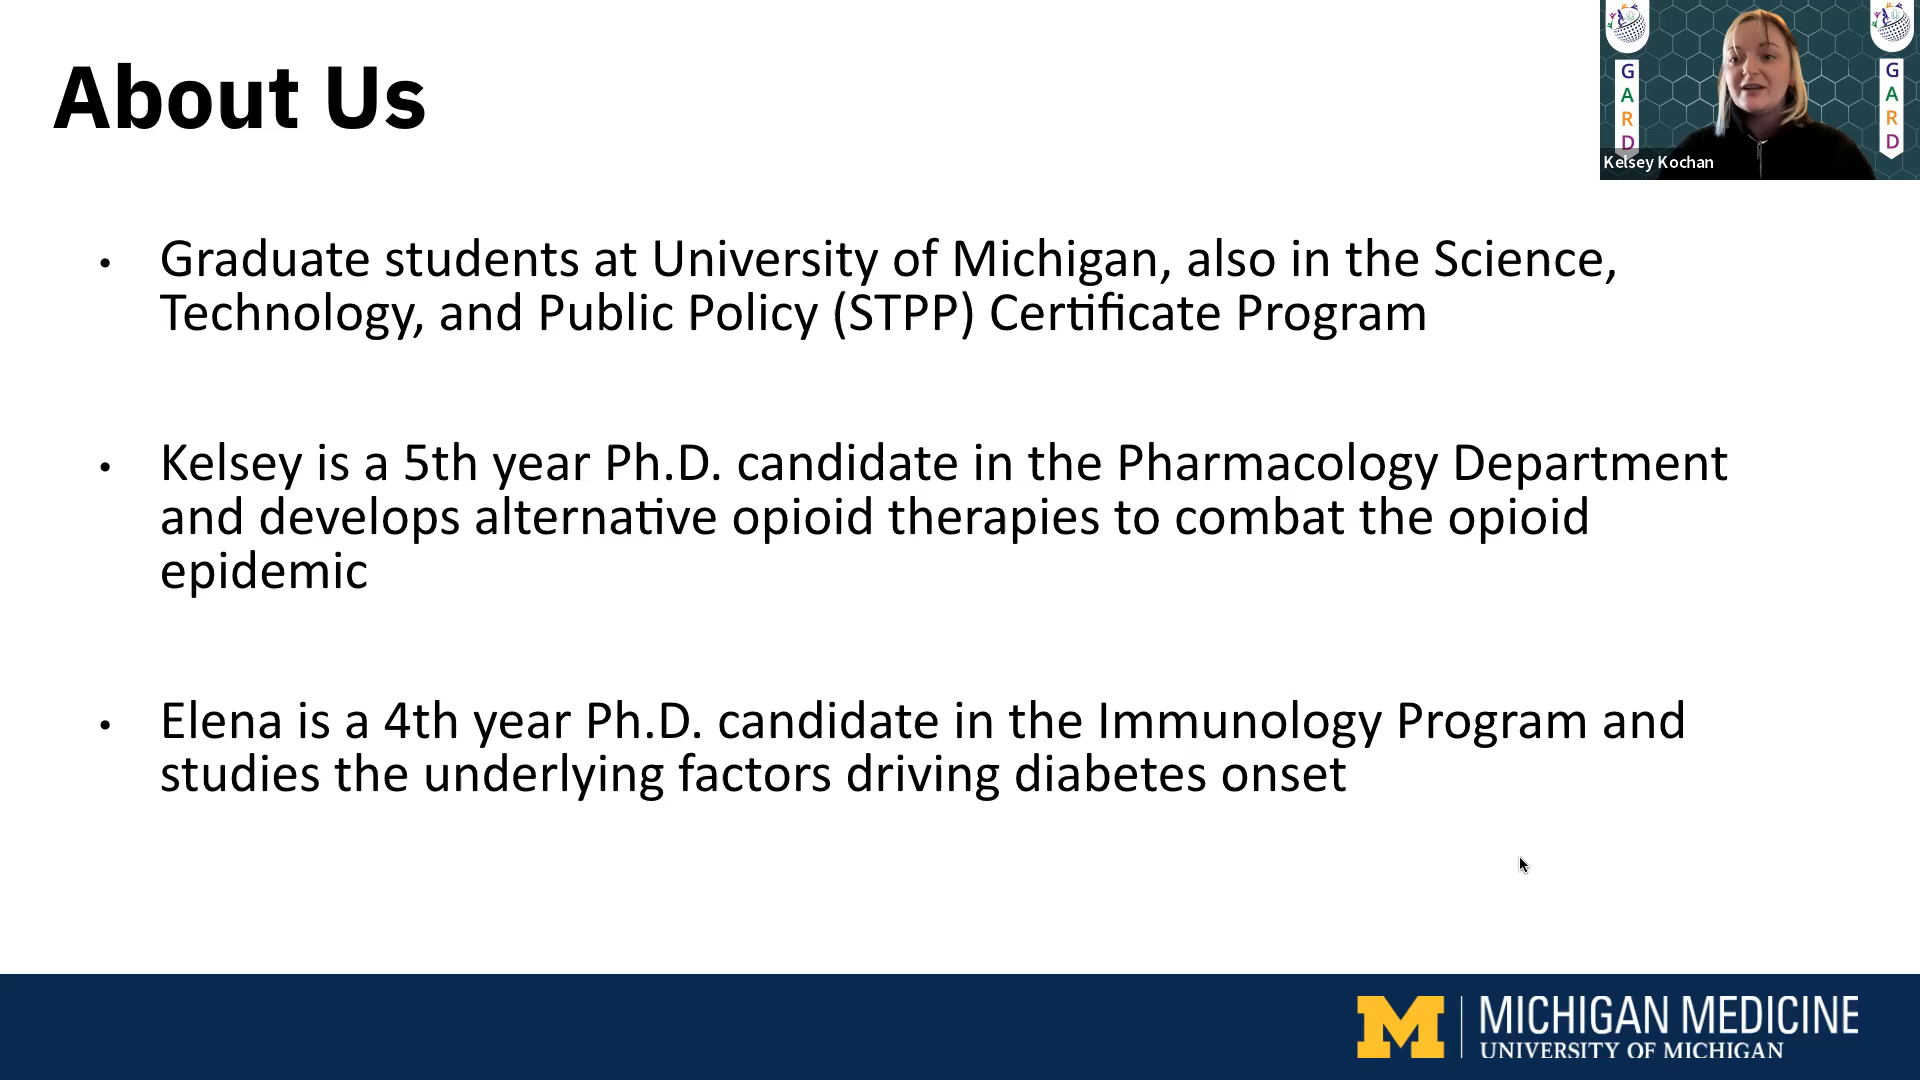 About Us
G
A
R
D
G
A
R
D
Kelsey Kochan
• Graduate students at University of Michigan, also in the Science,
Technology, and Public Policy (STPP) Certificate Program
• Kelsey is a 5th year Ph.D. candidate in the Pharmacology Department
and develops alternative opioid therapies to combat the opioid
epidemic
• Elena is a 4th year Ph.D. candidate in the Immunology Program and
studies the underlying factors driving diabetes onset
M MICHIGAN MEDICINE
UNIVERSITY OF MICHIGAN